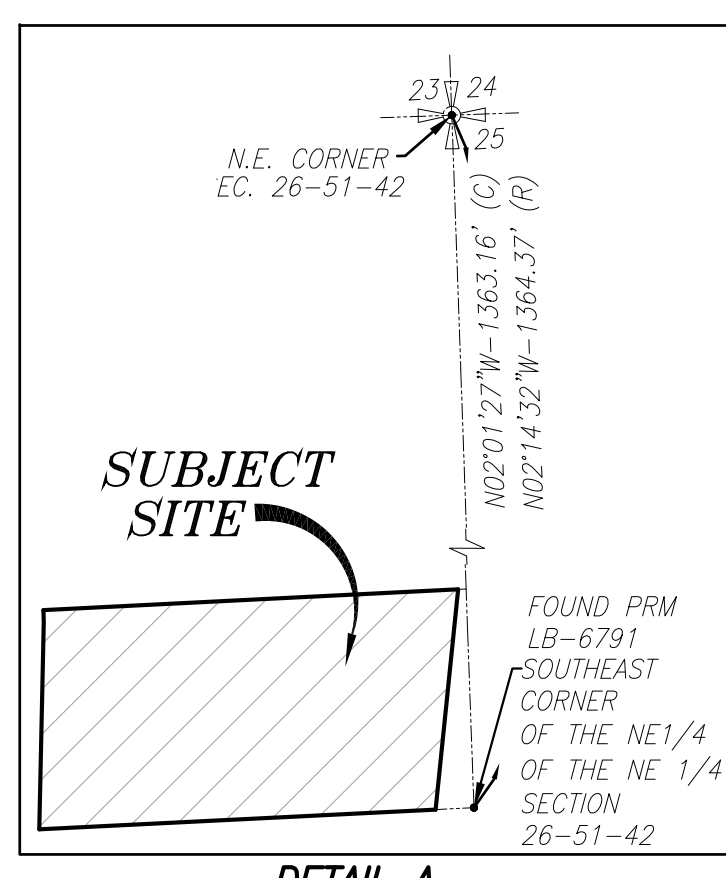 23 24
25
N.E. CORNER
EC. 26-51-42
N02°01'27"W-1363.16' (C)
N02°14'32"W-1364.37' (R)
SUBJECT
SITE
FOUND PRM
LB-6791
SOUTHEAST
CORNER
OF THE NE1/4
OF THE NE 1/4
SECTION
26-51-42
DETAIL A